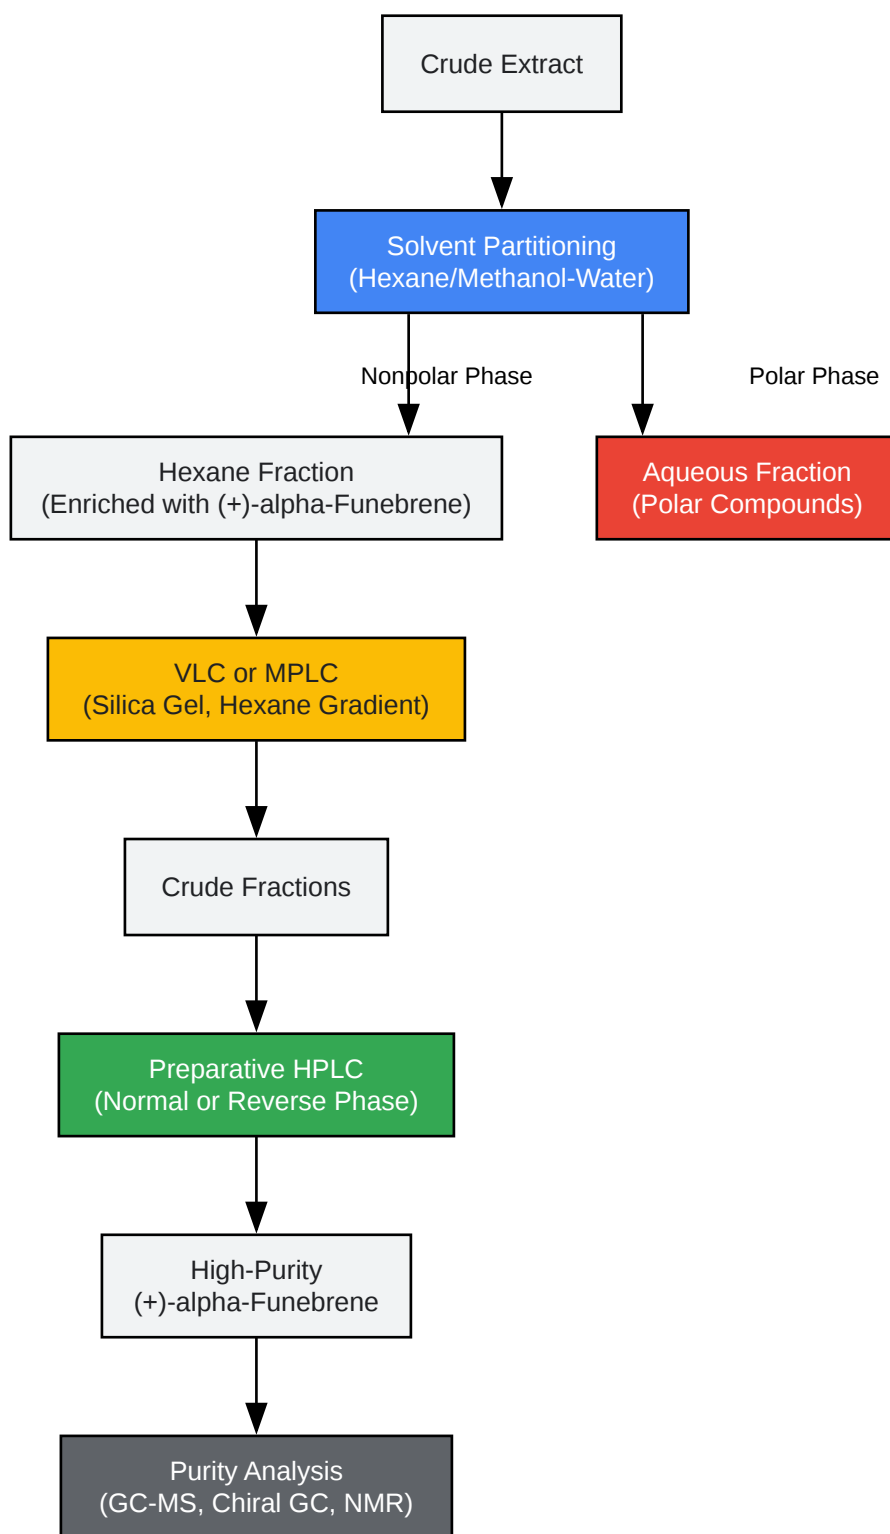 Crude Extract
Solvent Partitioning
(Hexane/Methanol-Water)
Nonpolar Phase
Polar Phase
Hexane Fraction
(Enriched with (+)-alpha-Funebrene)
Aqueous Fraction
(Polar Compounds)
VLC or MPLC
(Silica Gel, Hexane Gradient)
Crude Fractions
Preparative HPLC
(Normal or Reverse Phase)
High-Purity
(+)-alpha-Funebrene
Purity Analysis
(GC-MS, Chiral GC, NMR)